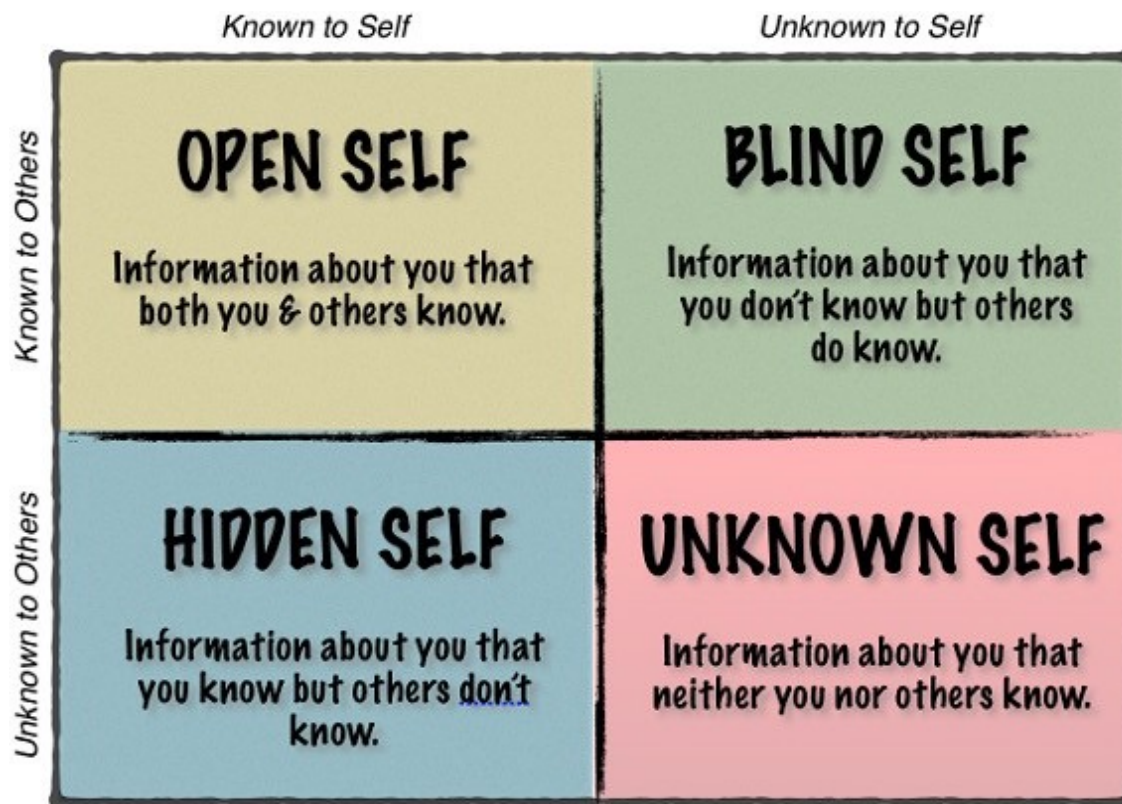 Known to Self
Unknown to Self
Known to Others
OPEN SELF
Information about you that
both you & others know.
BLIND SELF
Information about you that
you don't know but others
do know.
Unknown to Others
HIDDEN SELF
Information about you that
you know but others don't
know.
UNKNOWN SELF
Information about you that
neither you nor others know.